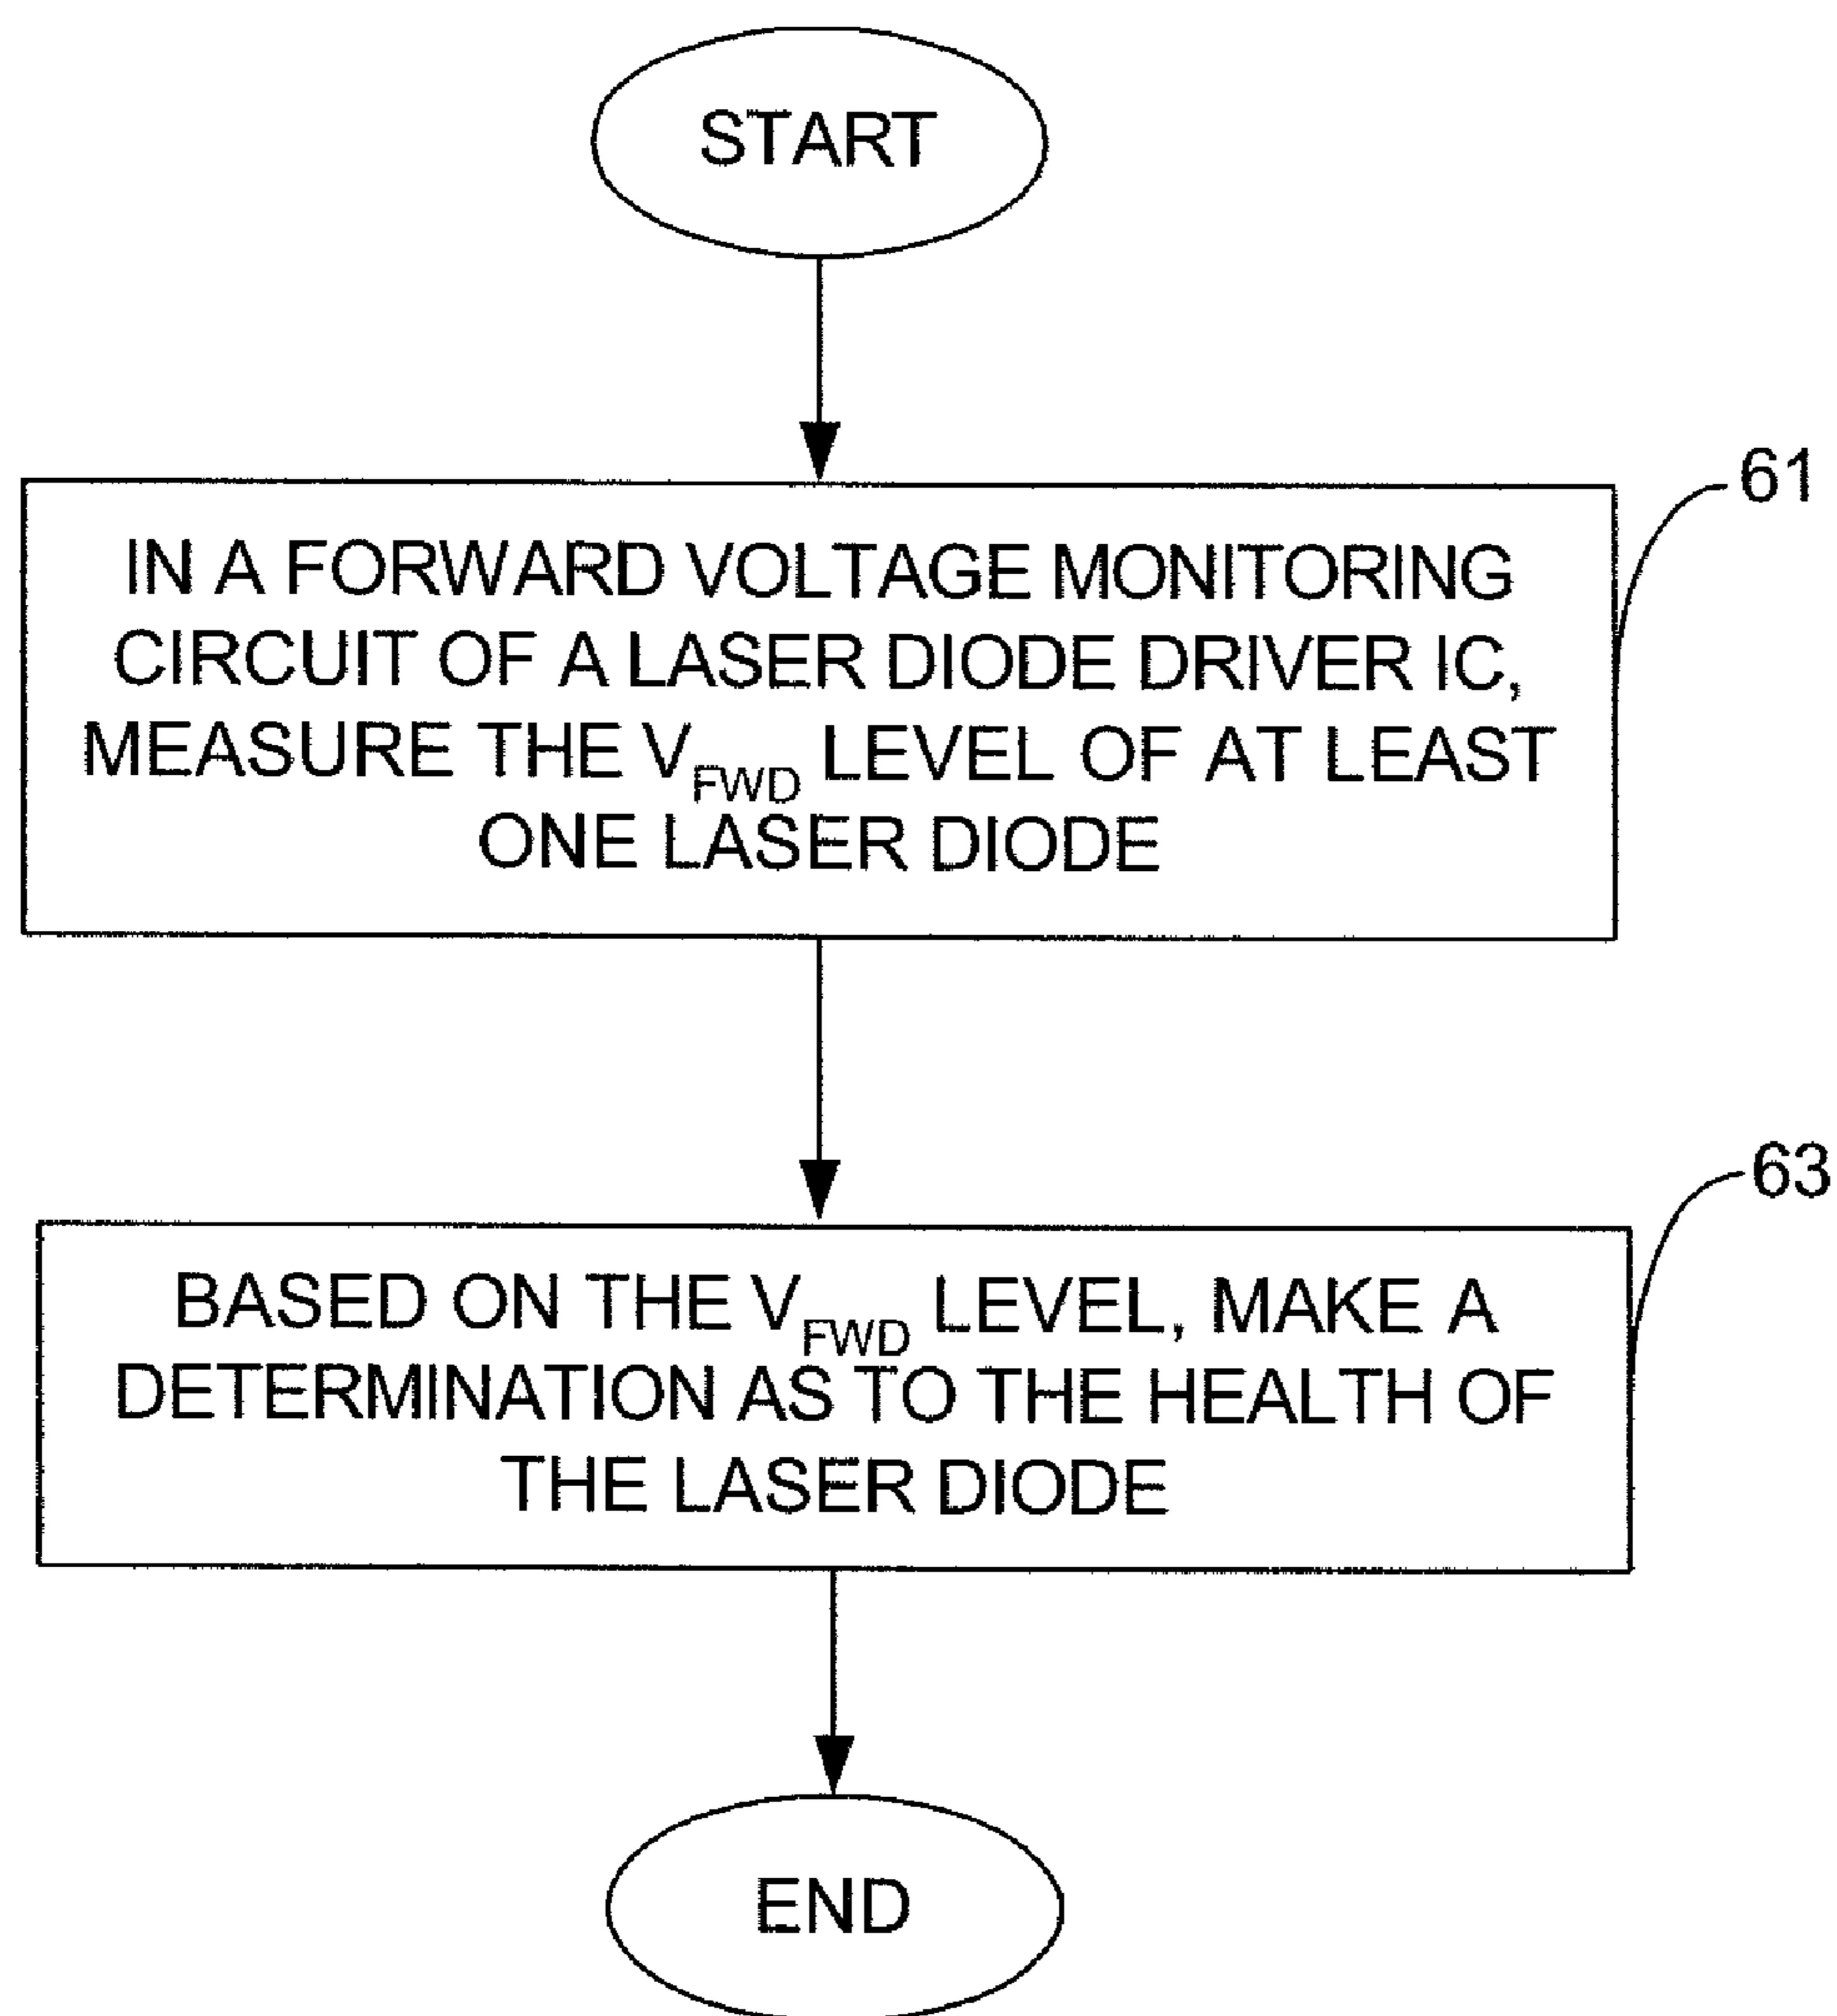 START
61
IN A FORWARD VOLTAGE MONITORING
CIRCUIT OF A LASER DIODE DRIVER IC,
MEASURE THE VFWD LEVEL OF AT LEAST
ONE LASER DIODE
63
BASED ON THE VFWD LEVEL, MAKE A
DETERMINATION AS TO THE HEALTH OF
THE LASER DIODE
END